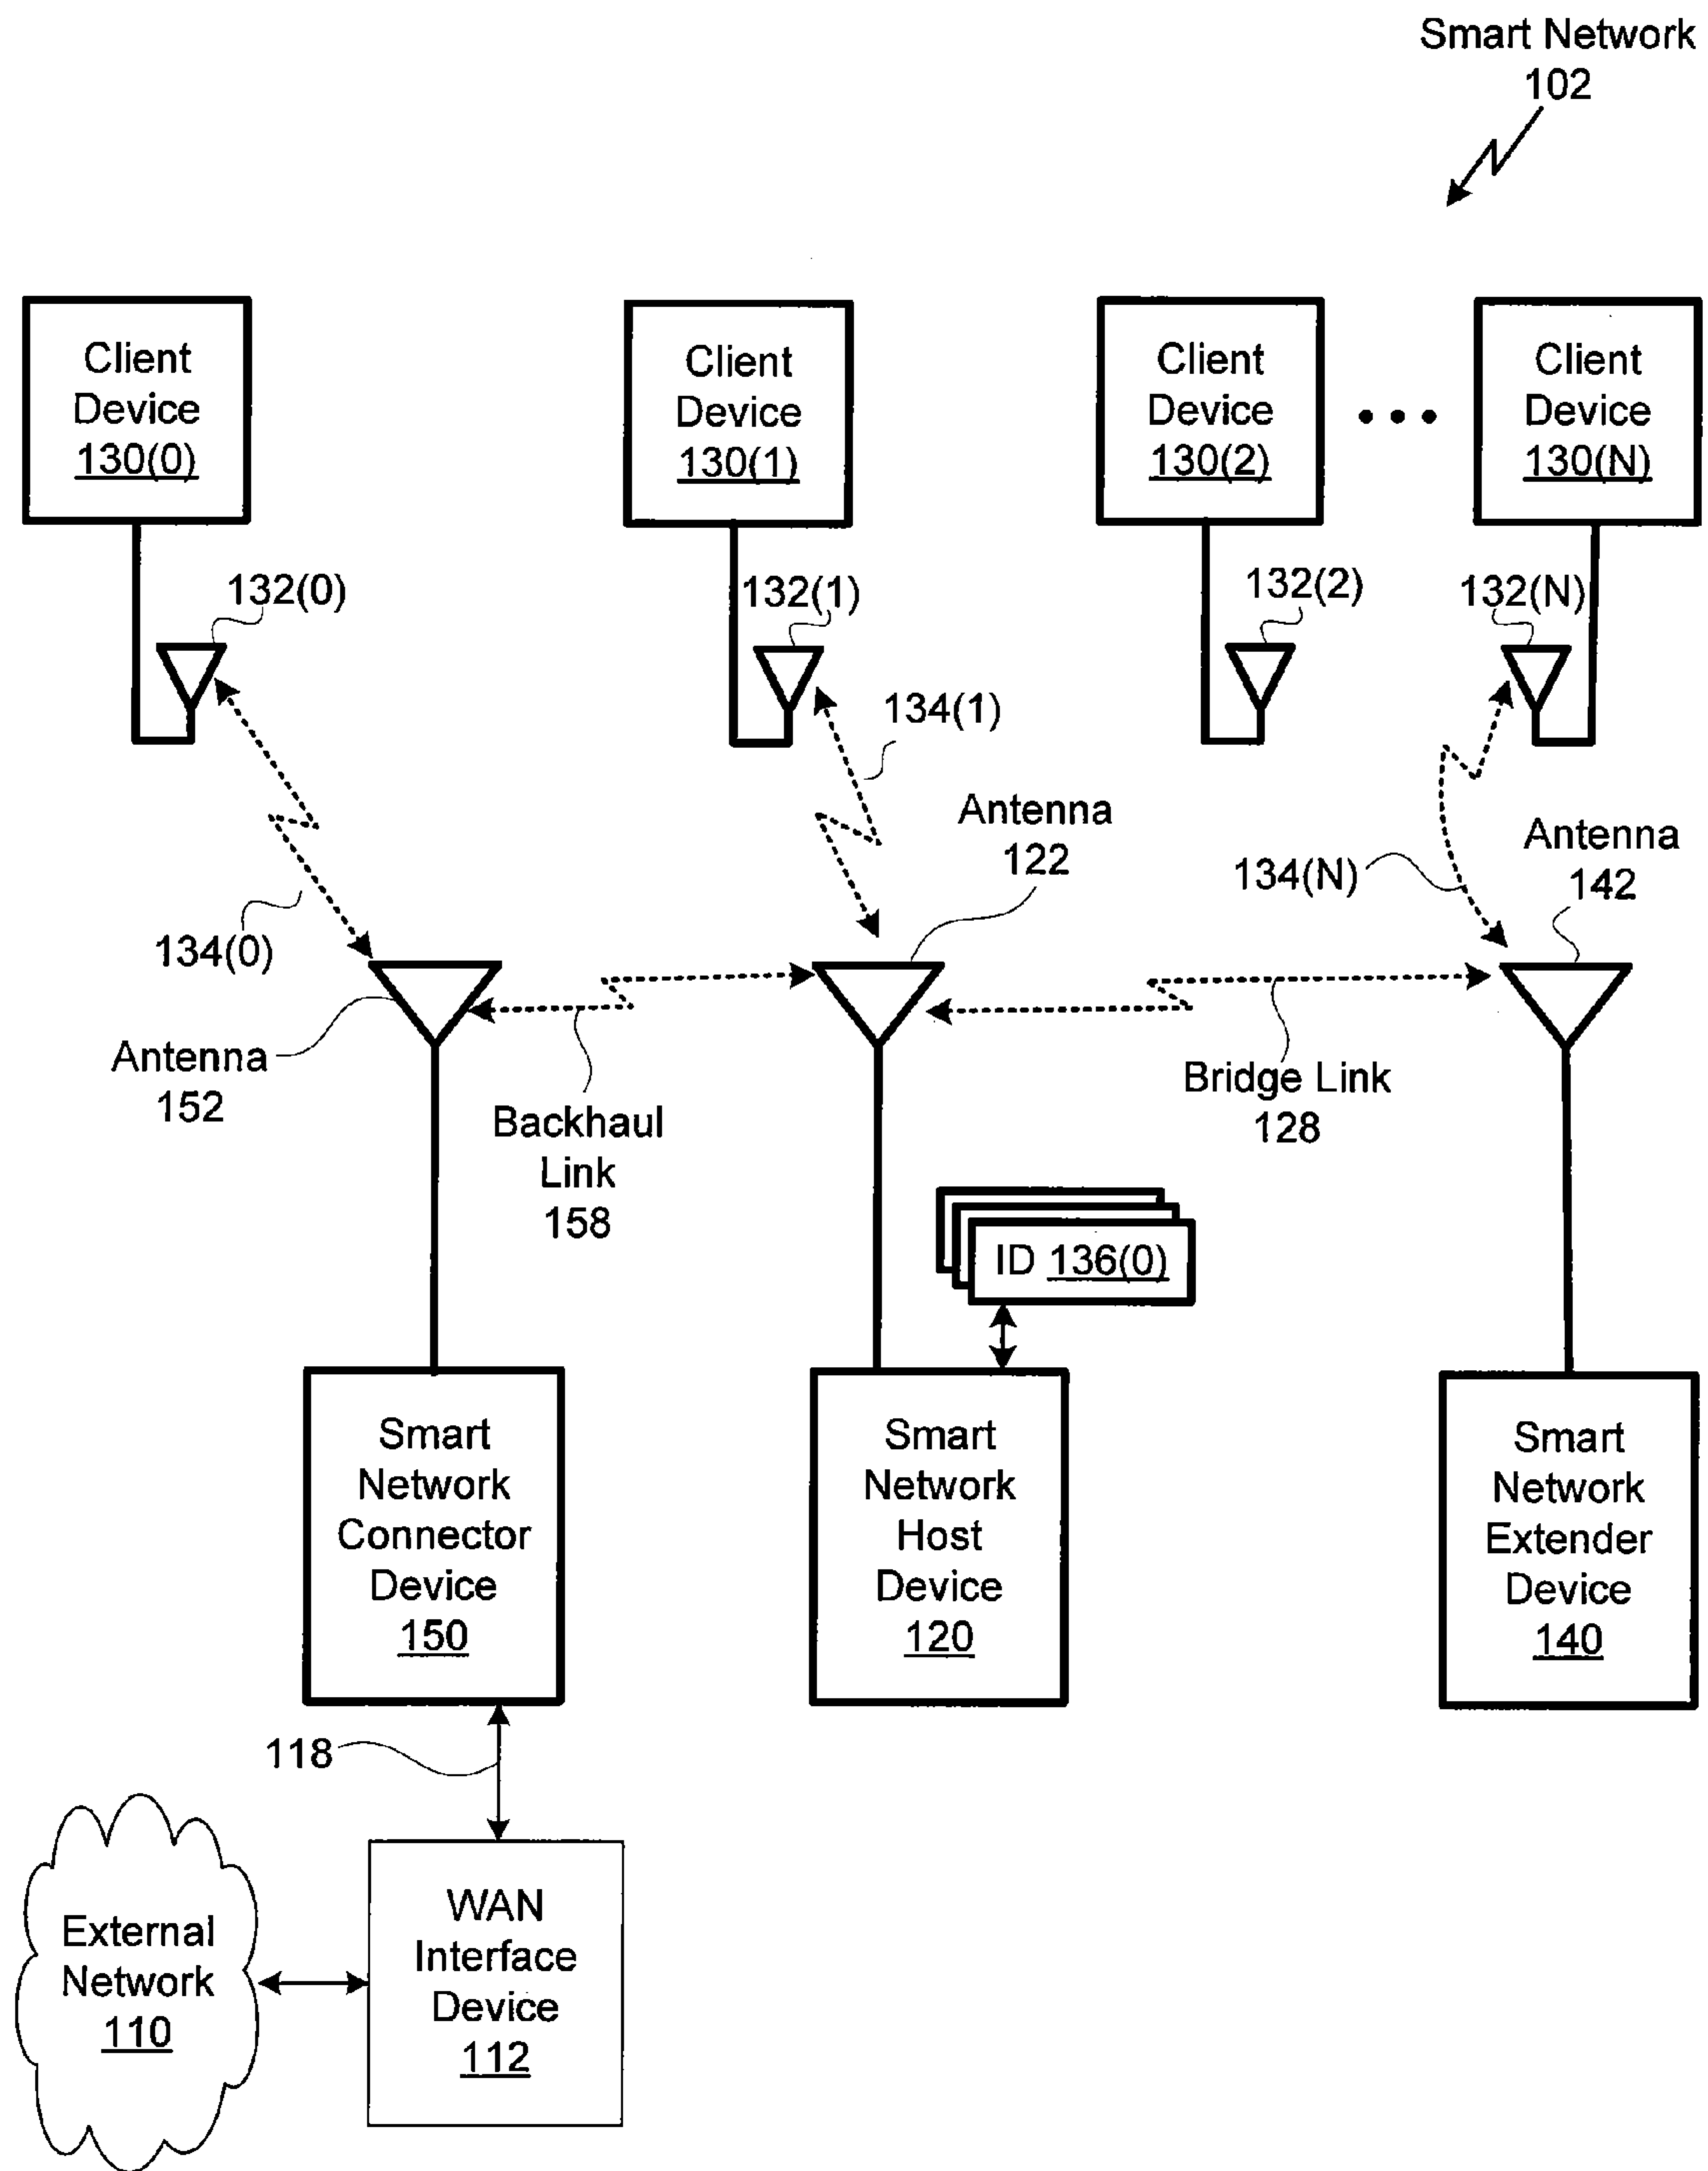 Smart Network
102
Client
Device
130(0)
Client
Device
130(1)
Client
Device
130(2)
Client
Device
130(N)
132(0)
132(1)
132(2)
132(N)
134(1)
Antenna
122
Antenna
142
134(N)
134(0)
Antenna
152
Backhaul
Link
158
Bridge Link
128
ID 136(0)
Smart
Network
Connector
Device
150
Smart
Network
Host
Device
120
Smart
Network
Extender
Device
140
118
External
Network
110
WAN
Interface
Device
112